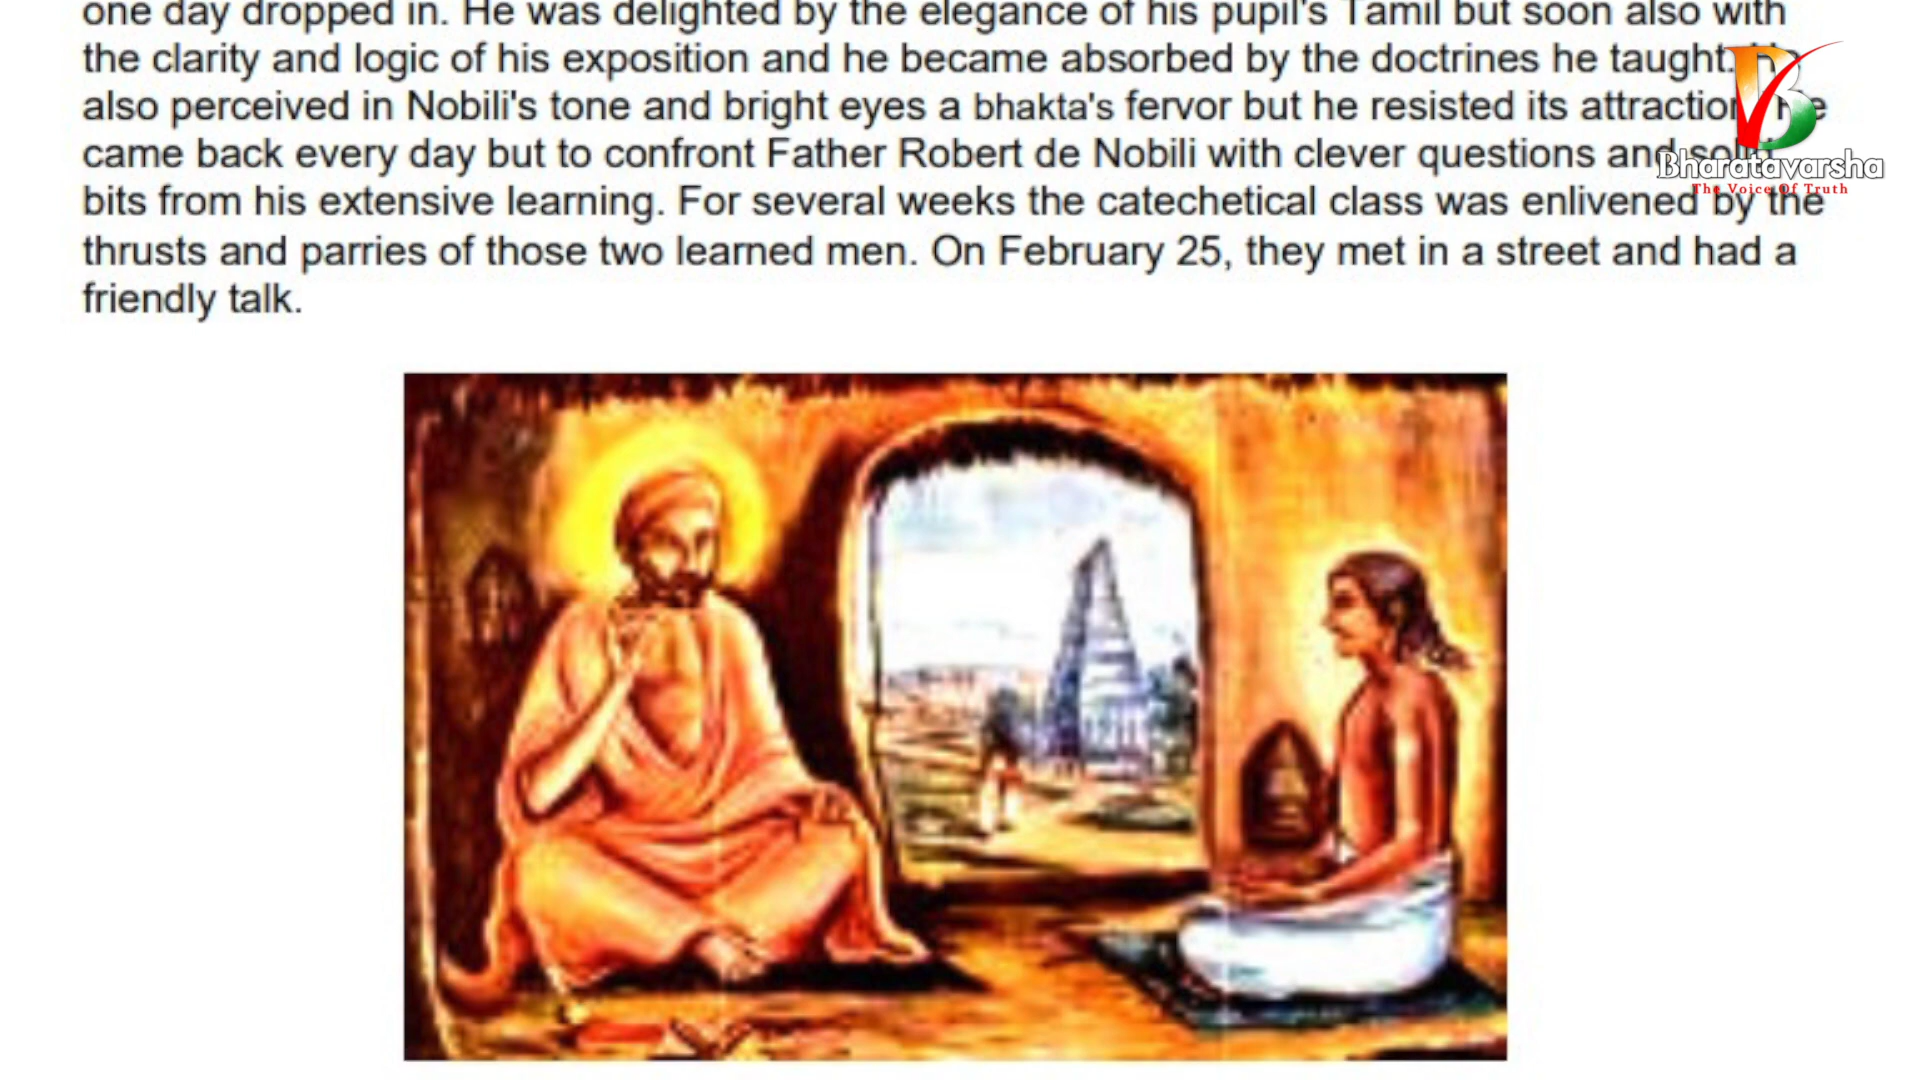 one day dropped in. He was delighted by the elegance of his pupil's Tamil but soon also with
the clarity and logic of his exposition and he became absorbed by the doctrines he taught.
also perceived in Nobili's tone and bright eyes a bhakta's fervor but he resisted its attraction
came back every day but to confront Father Robert de Nobili with clever questions and solid
bits from his extensive learning. For several weeks the catechetical class was enlivened by the
thrusts and parries of those two learned men. On February 25, they met in a street and had a
friendly talk.
Bharatavarsha
The Voice Of Truth